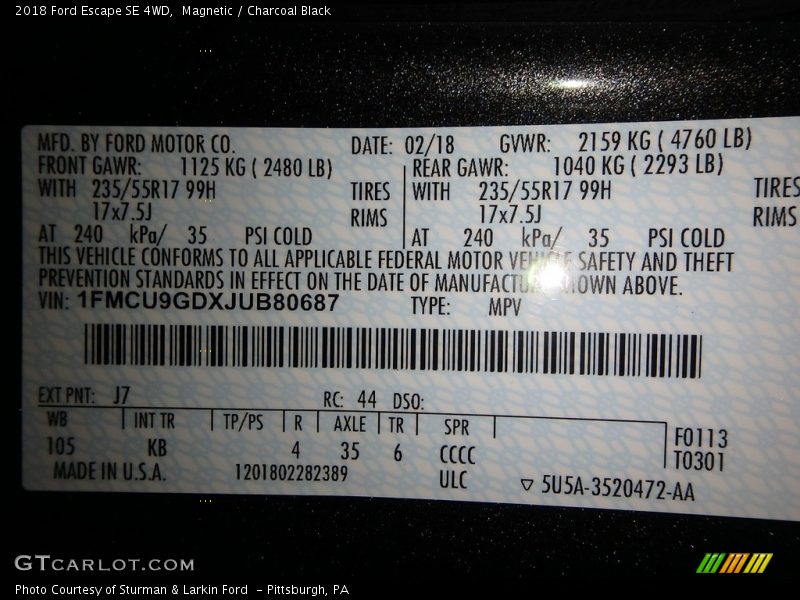 2018 Ford Escape SE 4WD, Magnetic / Charcoal Black
MFD. BY FORD MOTOR CO. DATE: 02/18 GVWR: 2159 KG ( 4760 LB)
FRONT GAWR: 1125 KG ( 2480 LB) REAR GAWR: 1040 KG ( 2293 LB)
WITH 235/55R17 99H TIRES WITH 235/55R17 99H TIRES
17x7.5J RIMS 17x7.5J RIMS
AT 240 kPa/ 35 PSI COLD AT 240 kPa/ 35 PSI COLD
THIS VEHICLE CONFORMS TO ALL APPLICABLE FEDERAL MOTOR VEHICLE SAFETY AND THEFT
PREVENTION STANDARDS IN EFFECT ON THE DATE OF MANUFACTURE SHOWN ABOVE.
VIN: 1FMCU9GDXJUB80687 TYPE: MPV
EXT PNT: J7 RC: 44 DSO:
WB INT TR TP/PS R AXLE TR SPR F0113
105 KB 4 35 6 CCCC T0301
MADE IN U.S.A. 1201802282389 ULC ▽ 5U5A-3520472-AA
GTCARLOT.COM
Photo Courtesy of Sturman & Larkin Ford - Pittsburgh, PA